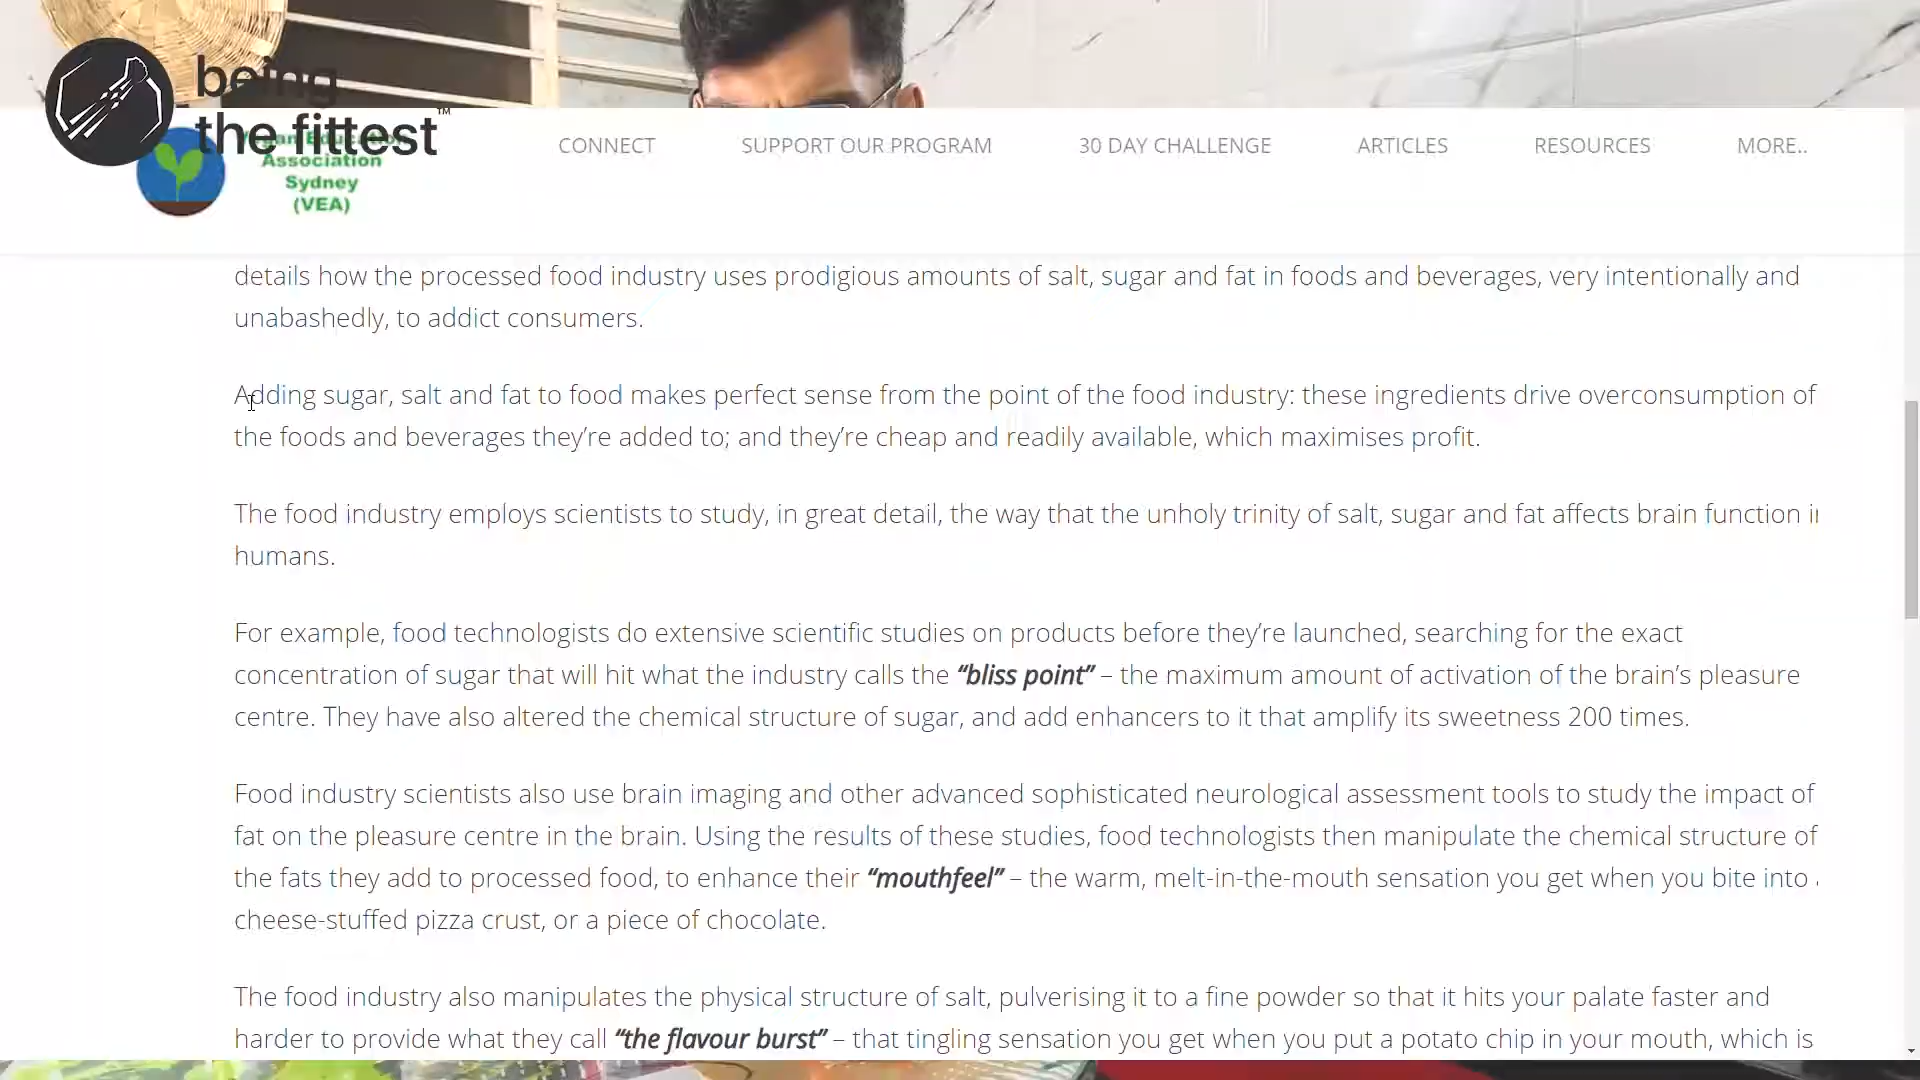 being
the fittest™
Association
Sydney
(VEA)
CONNECT
SUPPORT OUR PROGRAM
30 DAY CHALLENGE
ARTICLES
RESOURCES
MORE..
details how the processed food industry uses prodigious amounts of salt, sugar and fat in foods and beverages, very intentionally and
unabashedly, to addict consumers.
Adding sugar, salt and fat to food makes perfect sense from the point of the food industry: these ingredients drive overconsumption of
the foods and beverages they’re added to; and they’re cheap and readily available, which maximises profit.
The food industry employs scientists to study, in great detail, the way that the unholy trinity of salt, sugar and fat affects brain function
humans.
For example, food technologists do extensive scientific studies on products before they’re launched, searching for the exact
concentration of sugar that will hit what the industry calls the “bliss point” – the maximum amount of activation of the brain’s pleasure
centre. They have also altered the chemical structure of sugar, and add enhancers to it that amplify its sweetness 200 times.
Food industry scientists also use brain imaging and other advanced sophisticated neurological assessment tools to study the impact of
fat on the pleasure centre in the brain. Using the results of these studies, food technologists then manipulate the chemical structure of
the fats they add to processed food, to enhance their “mouthfeel” – the warm, melt-in-the-mouth sensation you get when you bite into
cheese-stuffed pizza crust, or a piece of chocolate.
The food industry also manipulates the physical structure of salt, pulverising it to a fine powder so that it hits your palate faster and
harder to provide what they call “the flavour burst” – that tingling sensation you get when you put a potato chip in your mouth, which is